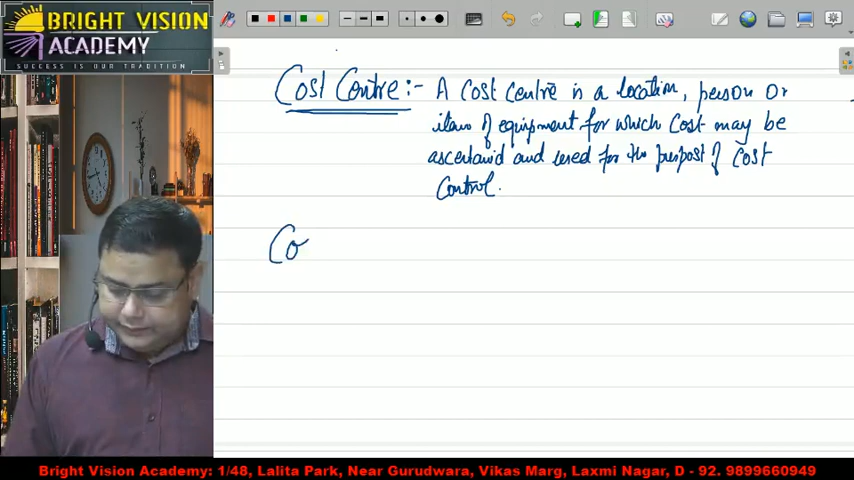 BRIGHT VISION
ACADEMY
SUCCESS IS OUR TRADITION
Cost Centre :- A Cost Centre is a location, person or
item of equipment for which Cost may be
ascertained and used for the purpost of Cost
Control.
Co
Bright Vision Academy: 1/48, Lalita Park, Near Gurudwara, Vikas Marg, Laxmi Nagar, D - 92. 9899660949